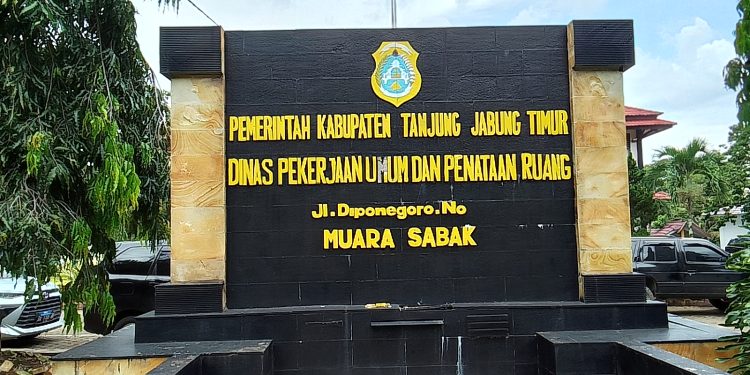 PEMERINTAH KABUPATEN TANJUNG JABUNG TIMUR
DINAS PEKERJAAN UMUM DAN PENATAAN RUANG
Jl.Diponegoro.No
MUARA SABAK